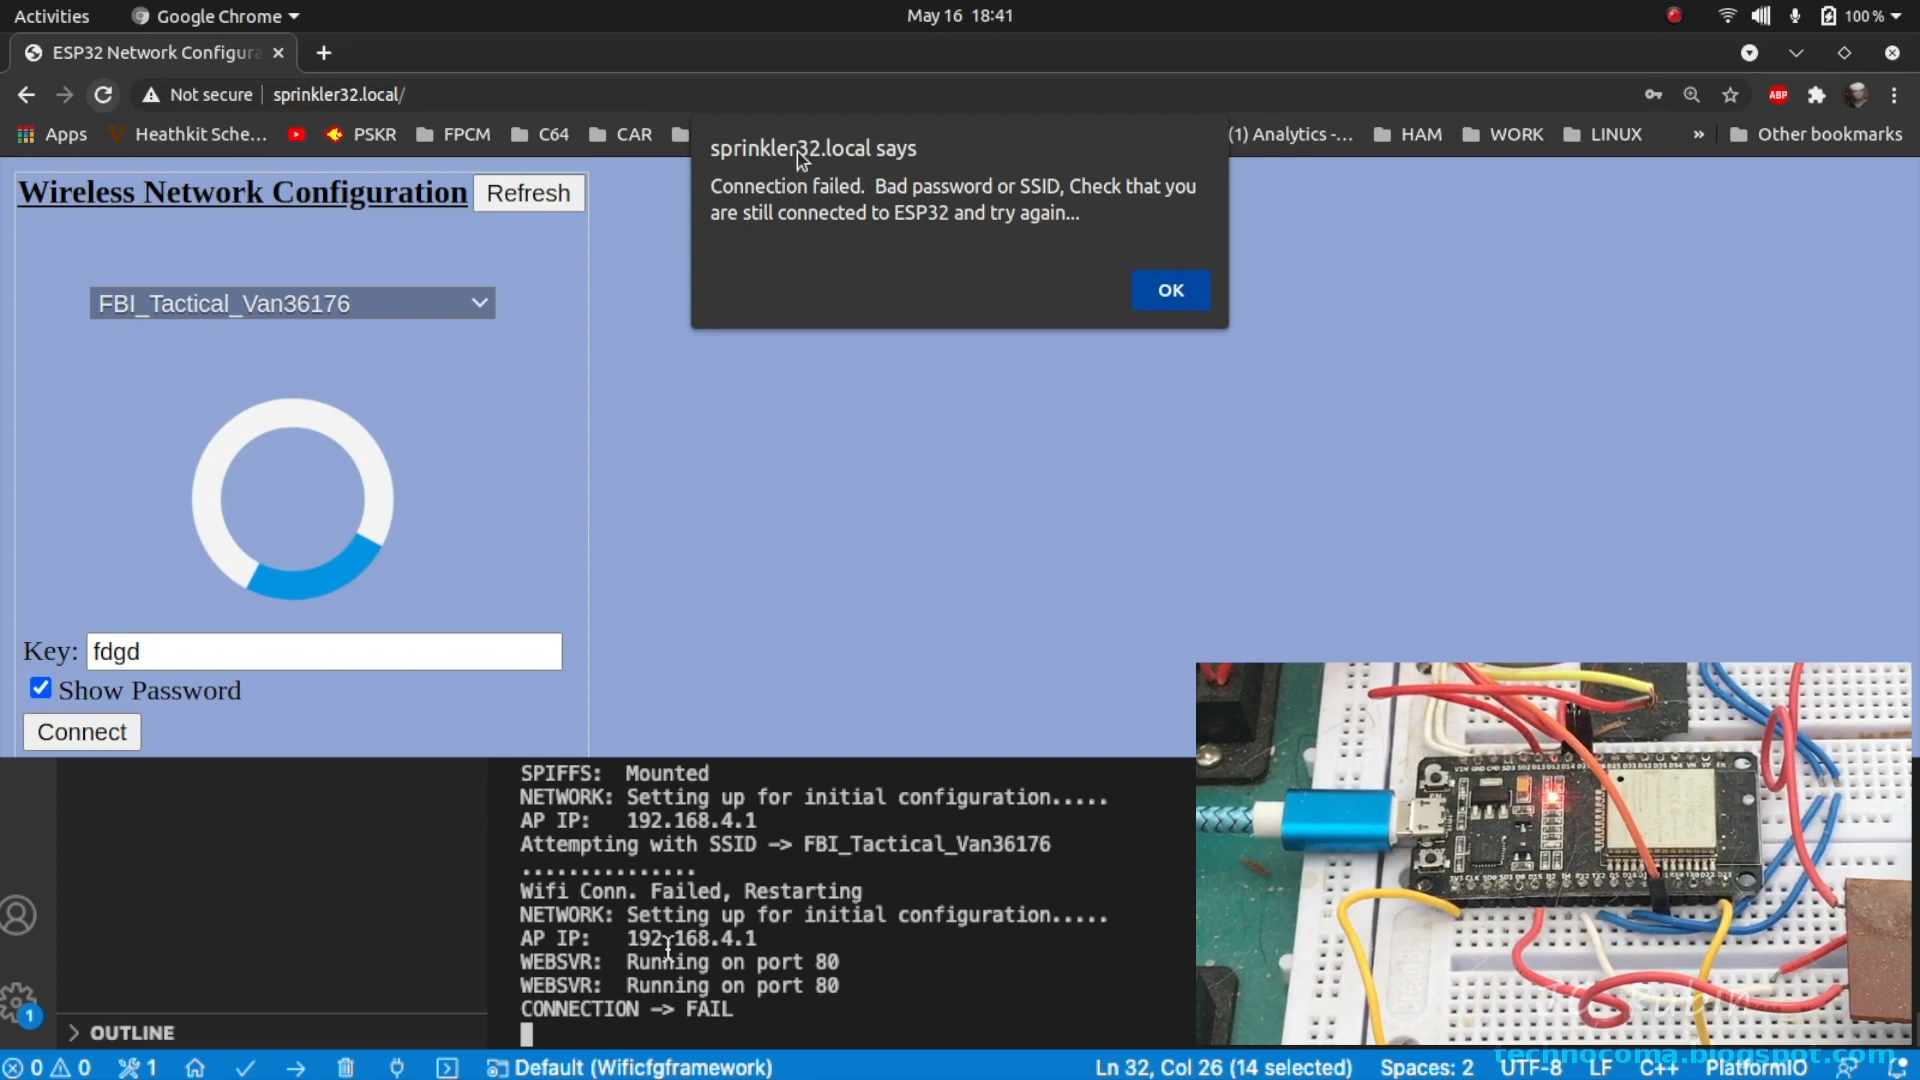 Activities
Google Chrome
May 16 18:41
100 %
ESP32 Network Configura
Not secure
sprinkler32.local/
ABP
Apps
Heathkit Sche...
PSKR
FPCM
C64
CAR
(1) Analytics -...
HAM
WORK
LINUX
»
Other bookmarks
sprinkler32.local says
Connection failed. Bad password or SSID, Check that you
are still connected to ESP32 and try again...
OK
Wireless Network Configuration
Refresh
FBI_Tactical_Van36176
Key: fdgd
Show Password
Connect
SPIFFS: Mounted
NETWORK: Setting up for initial configuration.....
AP IP: 192.168.4.1
Attempting with SSID -> FBI_Tactical_Van36176
...............
Wifi Conn. Failed, Restarting
NETWORK: Setting up for initial configuration.....
AP IP: 192.168.4.1
WEBSVR: Running on port 80
WEBSVR: Running on port 80
CONNECTION -> FAIL
1
OUTLINE
technocoma.blogspot.com
0 0 1
Default (Wificfgframework)
Ln 32, Col 26 (14 selected)
Spaces: 2
UTF-8
LF
C++
PlatformIO